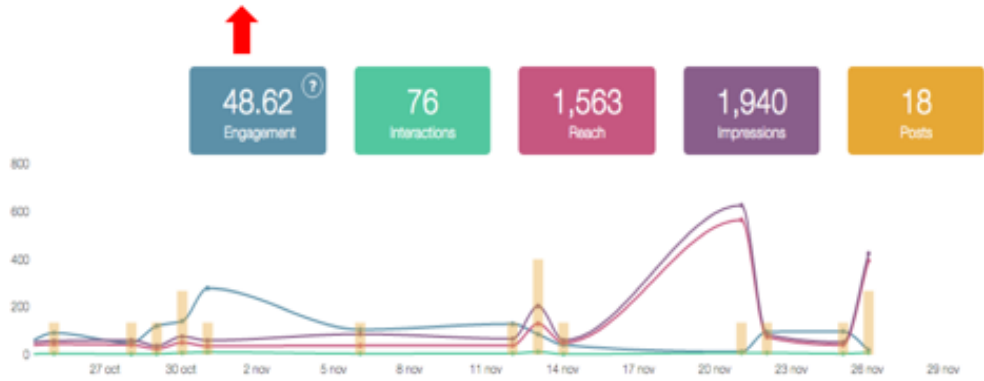 48.62 ? 76 1,563 1,940 18
Engagement Interactions Reach Impressions Posts
800
600
400
200
0
27 oct 30 oct 2 nov 5 nov 8 nov 11 nov 14 nov 17 nov 20 nov 23 nov 26 nov 29 nov